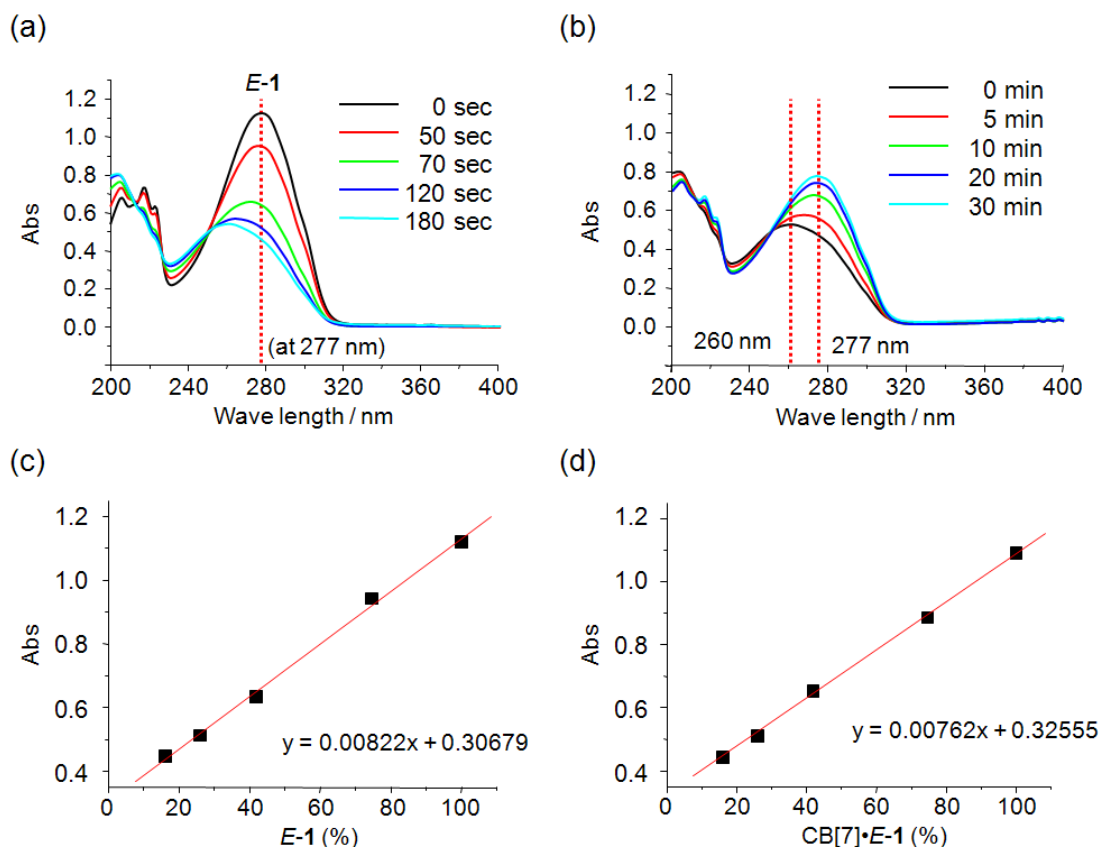 (a)
E-1
0 sec
50 sec
70 sec
120 sec
180 sec
Abs
1.2
1.0
0.8
0.6
0.4
0.2
0.0
(at 277 nm)
200 240 280 320 360 400
Wave length / nm
(b)
0 min
5 min
10 min
20 min
30 min
Abs
1.2
1.0
0.8
0.6
0.4
0.2
0.0
260 nm 277 nm
200 240 280 320 360 400
Wave length / nm
(c)
Abs
1.2
1.0
0.8
0.6
0.4
y = 0.00822x + 0.30679
0 20 40 60 80 100
E-1 (%)
(d)
Abs
1.2
1.0
0.8
0.6
0.4
y = 0.00762x + 0.32555
0 20 40 60 80 100
CB[7]•E-1 (%)